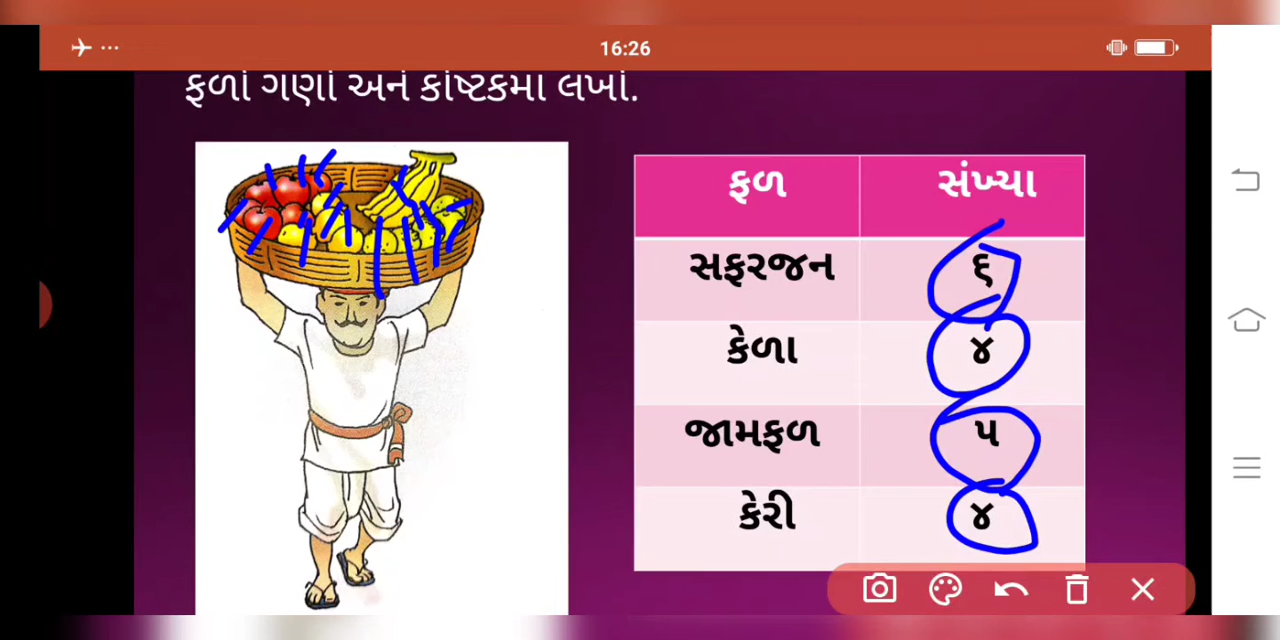 16:26
ફળો ગણો અને કોષ્ટકમાં લખો.
ફળ સંખ્યા
સફરજન ૬
કેળા ૪
જામફળ ૫
કેરી ૪